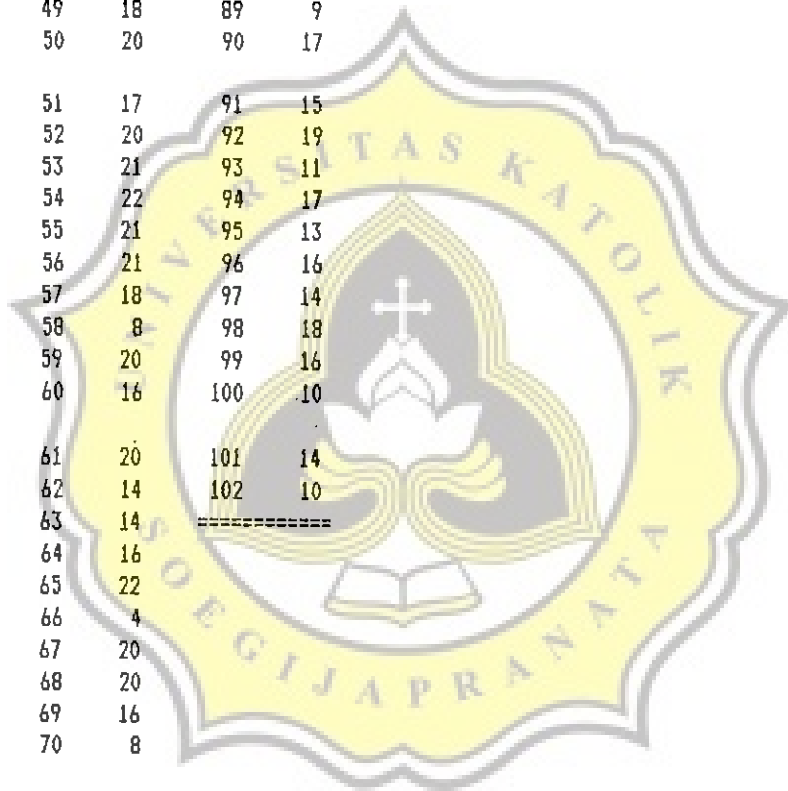 49 18 89 9
50 20 90 17
51 17 91 15
52 20 92 19
53 21 93 11
54 22 94 17
55 21 95 13
56 21 96 16
57 18 97 14
58 8 98 18
59 20 99 16
60 16 100 10
61 20 101 14
62 14 102 10
63 14 ============
64 16
65 22
66 4
67 20
68 20
69 16
70 8
UNIVERSITAS KATOLIK
SOEGIJAPRANATA